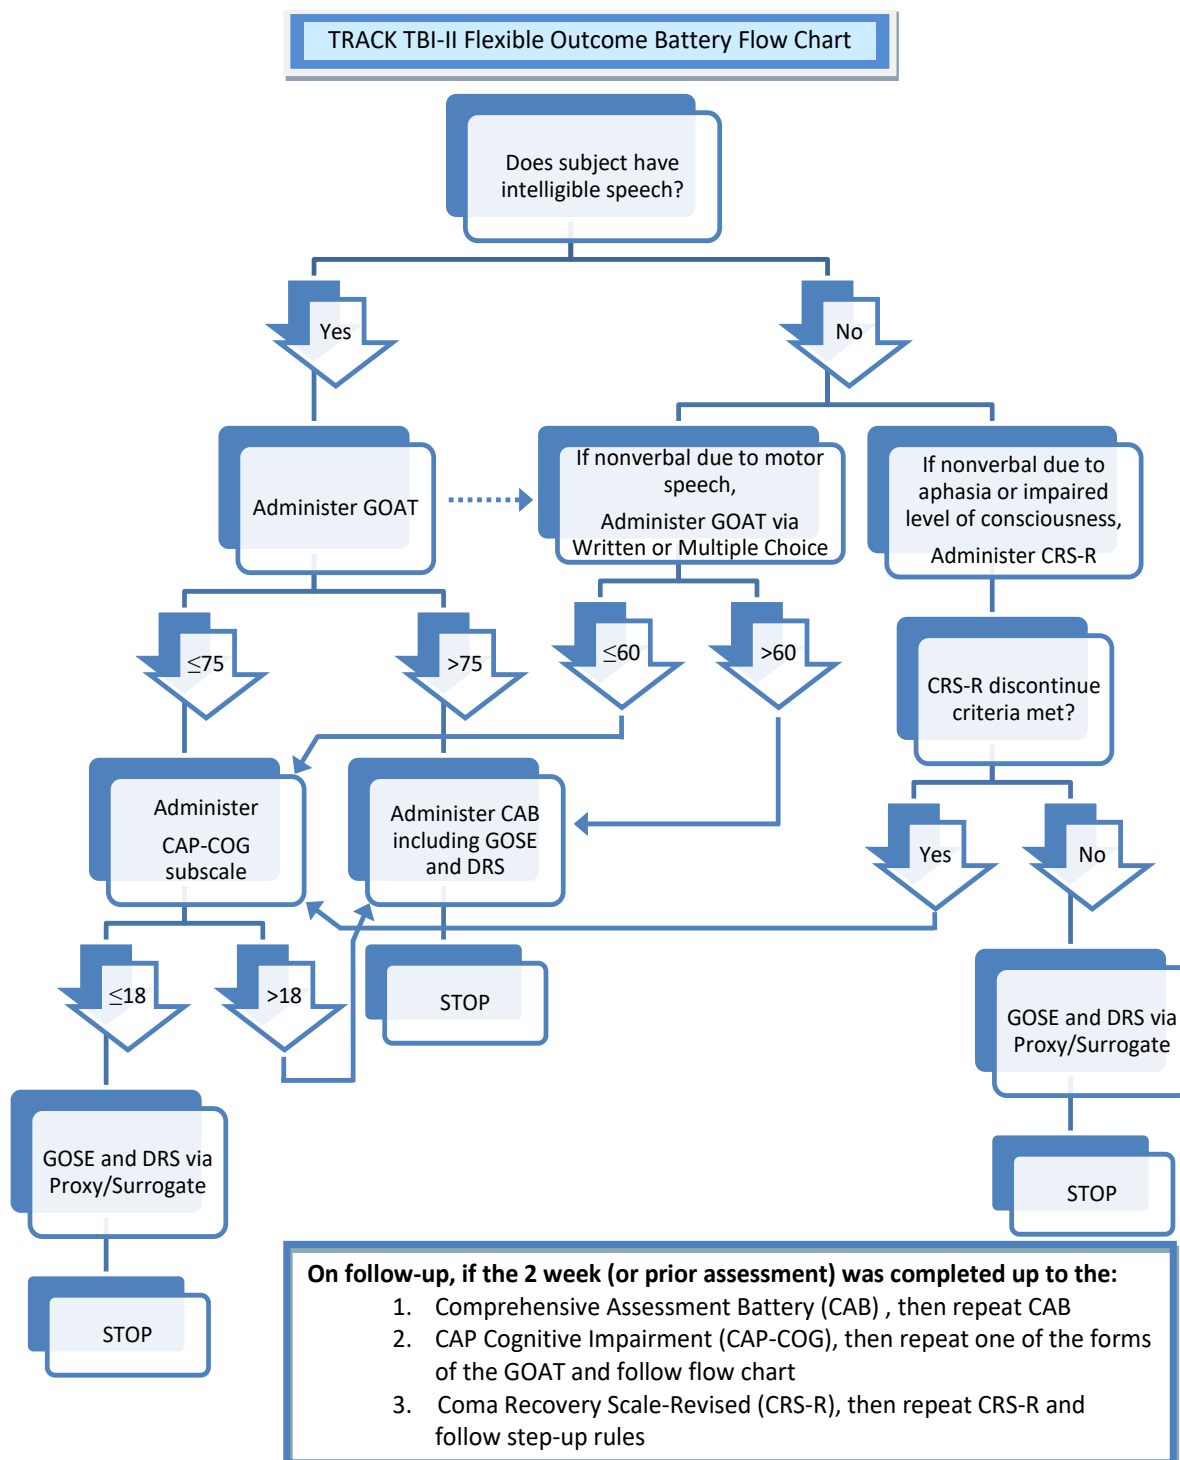 TRACK TBI-II Flexible Outcome Battery Flow Chart
Does subject have
intelligible speech?
Yes
No
Administer GOAT
If nonverbal due to motor
speech,
Administer GOAT via
Written or Multiple Choice
If nonverbal due to
aphasia or impaired
level of consciousness,
Administer CRS-R
≤75
>75
≤60
>60
CRS-R discontinue
criteria met?
Administer
CAP-COG
subscale
Administer CAB
including GOSE
and DRS
Yes
No
≤18
>18
STOP
GOSE and DRS via
Proxy/Surrogate
GOSE and DRS via
Proxy/Surrogate
STOP
STOP
On follow-up, if the 2 week (or prior assessment) was completed up to the:
1. Comprehensive Assessment Battery (CAB) , then repeat CAB
2. CAP Cognitive Impairment (CAP-COG), then repeat one of the forms
of the GOAT and follow flow chart
3. Coma Recovery Scale-Revised (CRS-R), then repeat CRS-R and
follow step-up rules